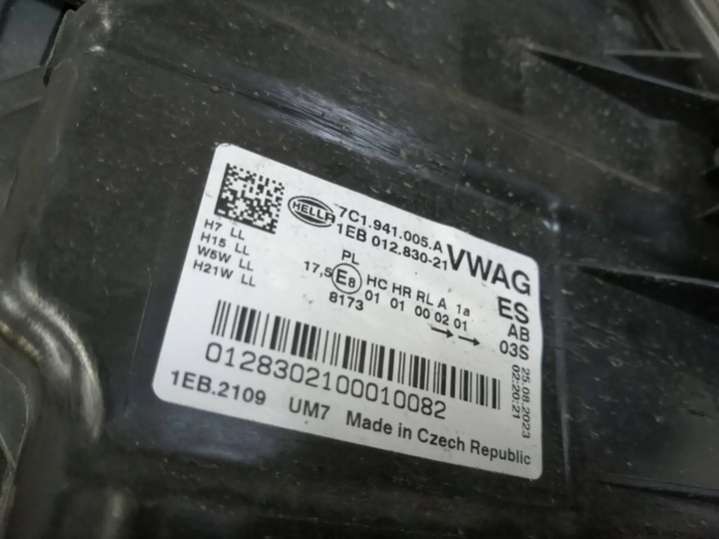 HELLA
7C1.941.005.A
1EB 012.830-21
VWAG
H7 LL
H15 LL
W5W LL
H21W LL
PL
17,5 E8 HC HR RL A 1a
8173 01 01 00 02 01
ES
AB
03S
25.08.2023
02:20:21
0128302100010082
1EB.2109 UM7 Made in Czech Republic